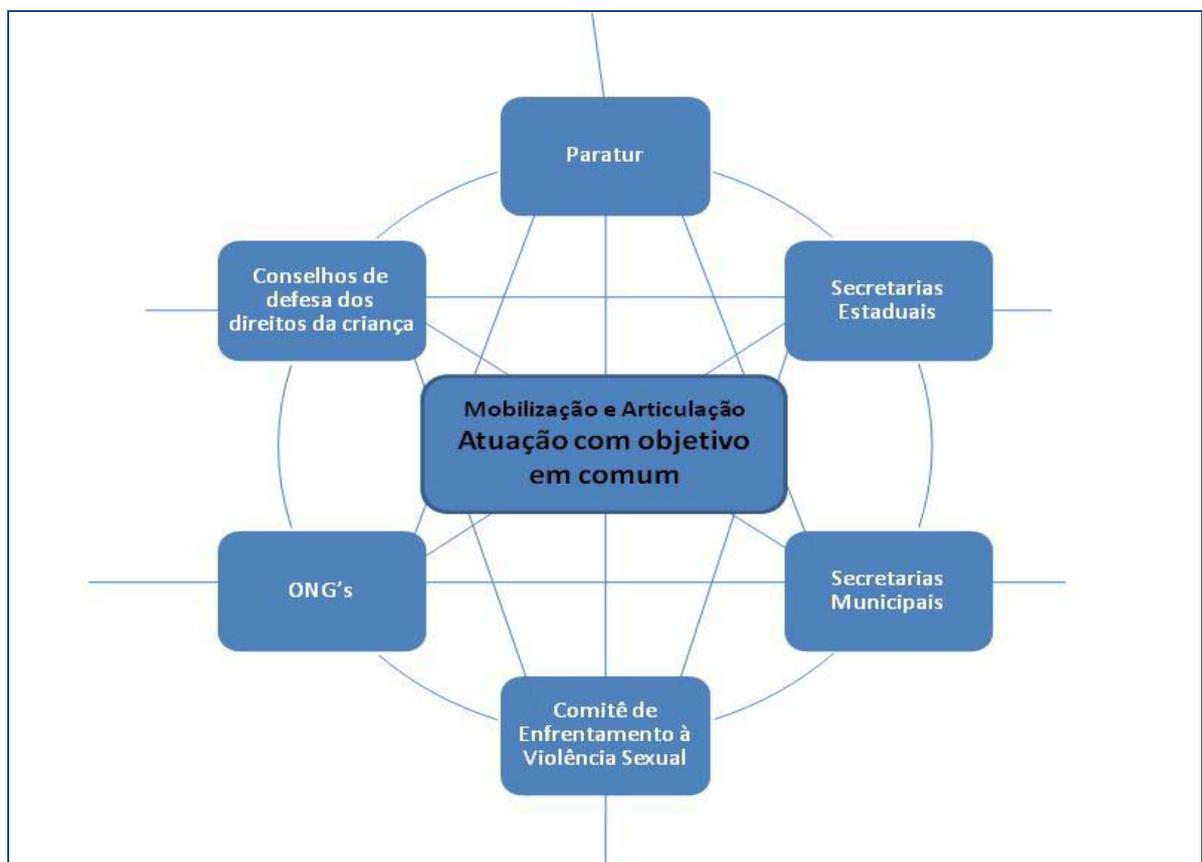 Paratur
Conselhos de
defesa dos
direitos da criança
Secretarias
Estaduais
Mobilização e Articulação
Atuação com objetivo
em comum
ONG's
Secretarias
Municipais
Comitê de
Enfrentamento à
Violência Sexual